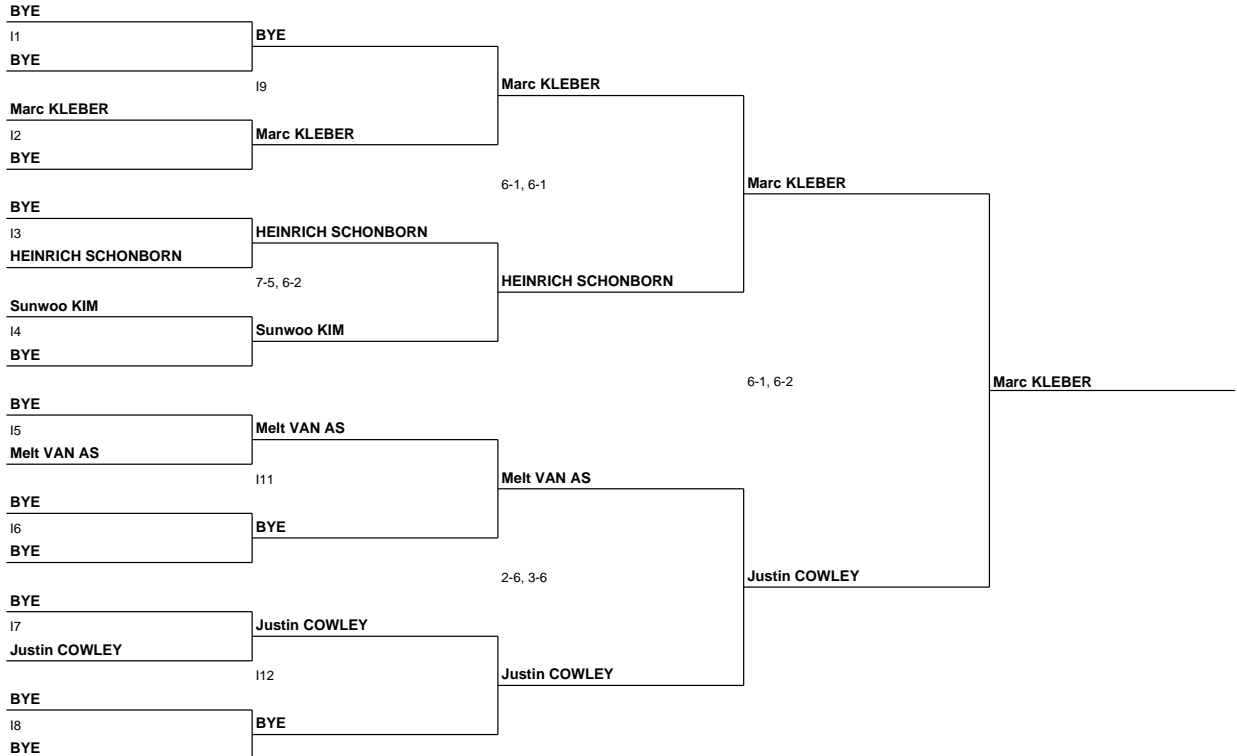 BYE
I1
BYE
BYE
I9
Marc KLEBER
Marc KLEBER
I2
Marc KLEBER
BYE
6-1, 6-1
Marc KLEBER
BYE
I3
HEINRICH SCHONBORN
HEINRICH SCHONBORN
7-5, 6-2
HEINRICH SCHONBORN
Sunwoo KIM
I4
Sunwoo KIM
BYE
6-1, 6-2
Marc KLEBER
BYE
I5
Melt VAN AS
Melt VAN AS
I11
Melt VAN AS
BYE
I6
BYE
BYE
2-6, 3-6
Justin COWLEY
BYE
I7
Justin COWLEY
Justin COWLEY
I12
Justin COWLEY
BYE
I8
BYE
BYE